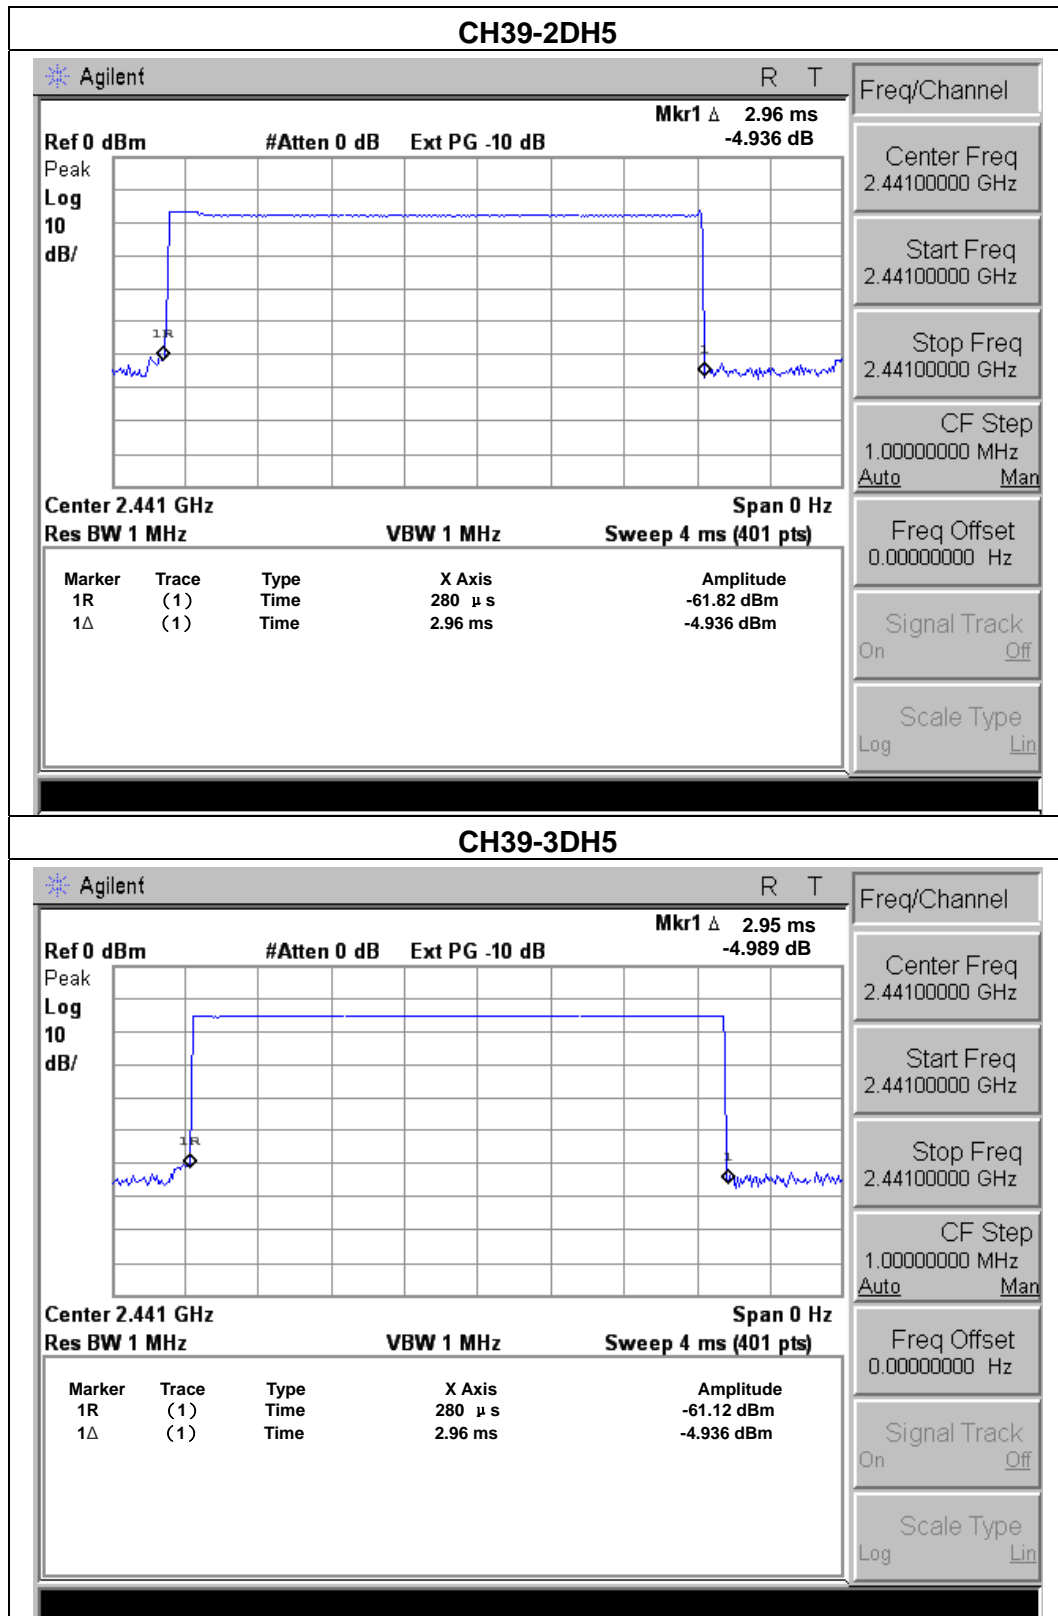 CH39-2DH5
Agilent R T
Freq/Channel
Mkr1 Δ 2.96 ms
Ref 0 dBm #Atten 0 dB Ext PG -10 dB -4.936 dB
Peak
Log
10
dB/
1R
1
Center 2.441 GHz Span 0 Hz
Res BW 1 MHz VBW 1 MHz Sweep 4 ms (401 pts)
Marker Trace Type X Axis Amplitude
1R (1) Time 280 μs -61.82 dBm
1Δ (1) Time 2.96 ms -4.936 dBm
Center Freq
2.44100000 GHz
Start Freq
2.44100000 GHz
Stop Freq
2.44100000 GHz
CF Step
1.00000000 MHz
Auto Man
Freq Offset
0.00000000 Hz
Signal Track
On Off
Scale Type
Log Lin
CH39-3DH5
Agilent R T
Freq/Channel
Mkr1 Δ 2.95 ms
Ref 0 dBm #Atten 0 dB Ext PG -10 dB -4.989 dB
Peak
Log
10
dB/
1R
1
Center 2.441 GHz Span 0 Hz
Res BW 1 MHz VBW 1 MHz Sweep 4 ms (401 pts)
Marker Trace Type X Axis Amplitude
1R (1) Time 280 μs -61.12 dBm
1Δ (1) Time 2.96 ms -4.936 dBm
Center Freq
2.44100000 GHz
Start Freq
2.44100000 GHz
Stop Freq
2.44100000 GHz
CF Step
1.00000000 MHz
Auto Man
Freq Offset
0.00000000 Hz
Signal Track
On Off
Scale Type
Log Lin